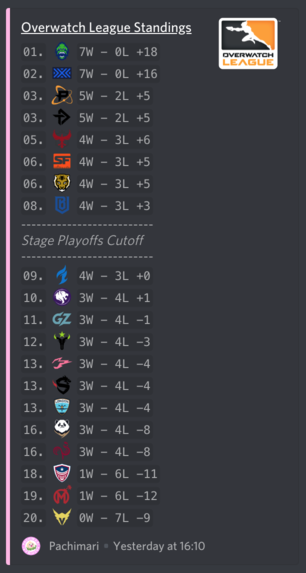 Overwatch League Standings
OVERWATCH
LEAGUE
01. 7W - 0L +18
02. 7W - 0L +16
03. 5W - 2L +5
03. 5W - 2L +5
05. 4W - 3L +6
06. SF 4W - 3L +5
06. 4W - 3L +5
08. 4W - 3L +3
-------------------------
Stage Playoffs Cutoff
-------------------------
09. 4W - 3L +0
10. 3W - 4L +1
11. GZ 3W - 4L -1
12. 3W - 4L -3
13. 3W - 4L -4
13. 3W - 4L -4
13. 3W - 4L -4
16. 3W - 4L -8
16. 3W - 4L -8
18. 1W - 6L -11
19. 1W - 6L -12
20. 0W - 7L -9
Pachimari • Yesterday at 16:10